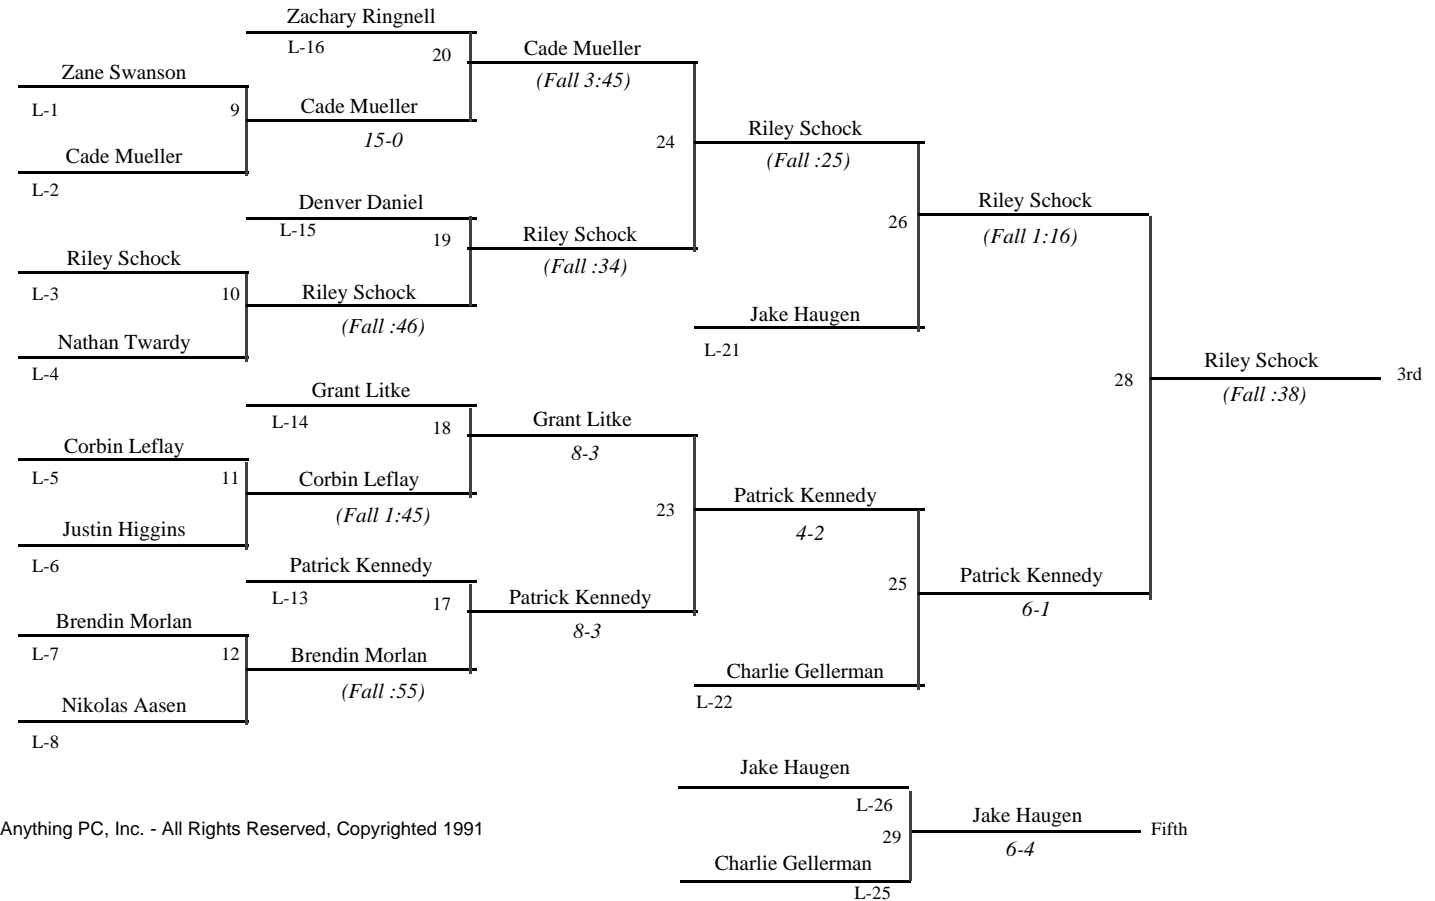 Zachary Ringnell
L-16
20
Cade Mueller
(Fall 3:45)
Zane Swanson
L-1
9
Cade Mueller
15-0
24
Riley Schock
(Fall :25)
Cade Mueller
L-2
Denver Daniel
L-15
19
Riley Schock
(Fall :34)
26
Riley Schock
(Fall 1:16)
Riley Schock
L-3
10
Riley Schock
(Fall :46)
Jake Haugen
L-21
Nathan Twardy
L-4
28
Riley Schock
(Fall :38)
3rd
Grant Litke
L-14
18
Grant Litke
8-3
Corbin Leflay
L-5
11
Corbin Leflay
(Fall 1:45)
23
Patrick Kennedy
4-2
Justin Higgins
L-6
Patrick Kennedy
L-13
17
Patrick Kennedy
8-3
25
Patrick Kennedy
6-1
Brendin Morlan
L-7
12
Brendin Morlan
(Fall :55)
Charlie Gellerman
L-22
Nikolas Aasen
L-8
Jake Haugen
L-26
29
Jake Haugen
6-4
Fifth
Charlie Gellerman
L-25
Anything PC, Inc. - All Rights Reserved, Copyrighted 1991